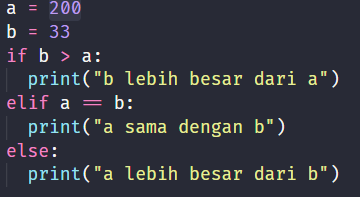 a = 200
b = 33
if b > a:
  print("b lebih besar dari a")
elif a == b:
  print("a sama dengan b")
else:
  print("a lebih besar dari b")